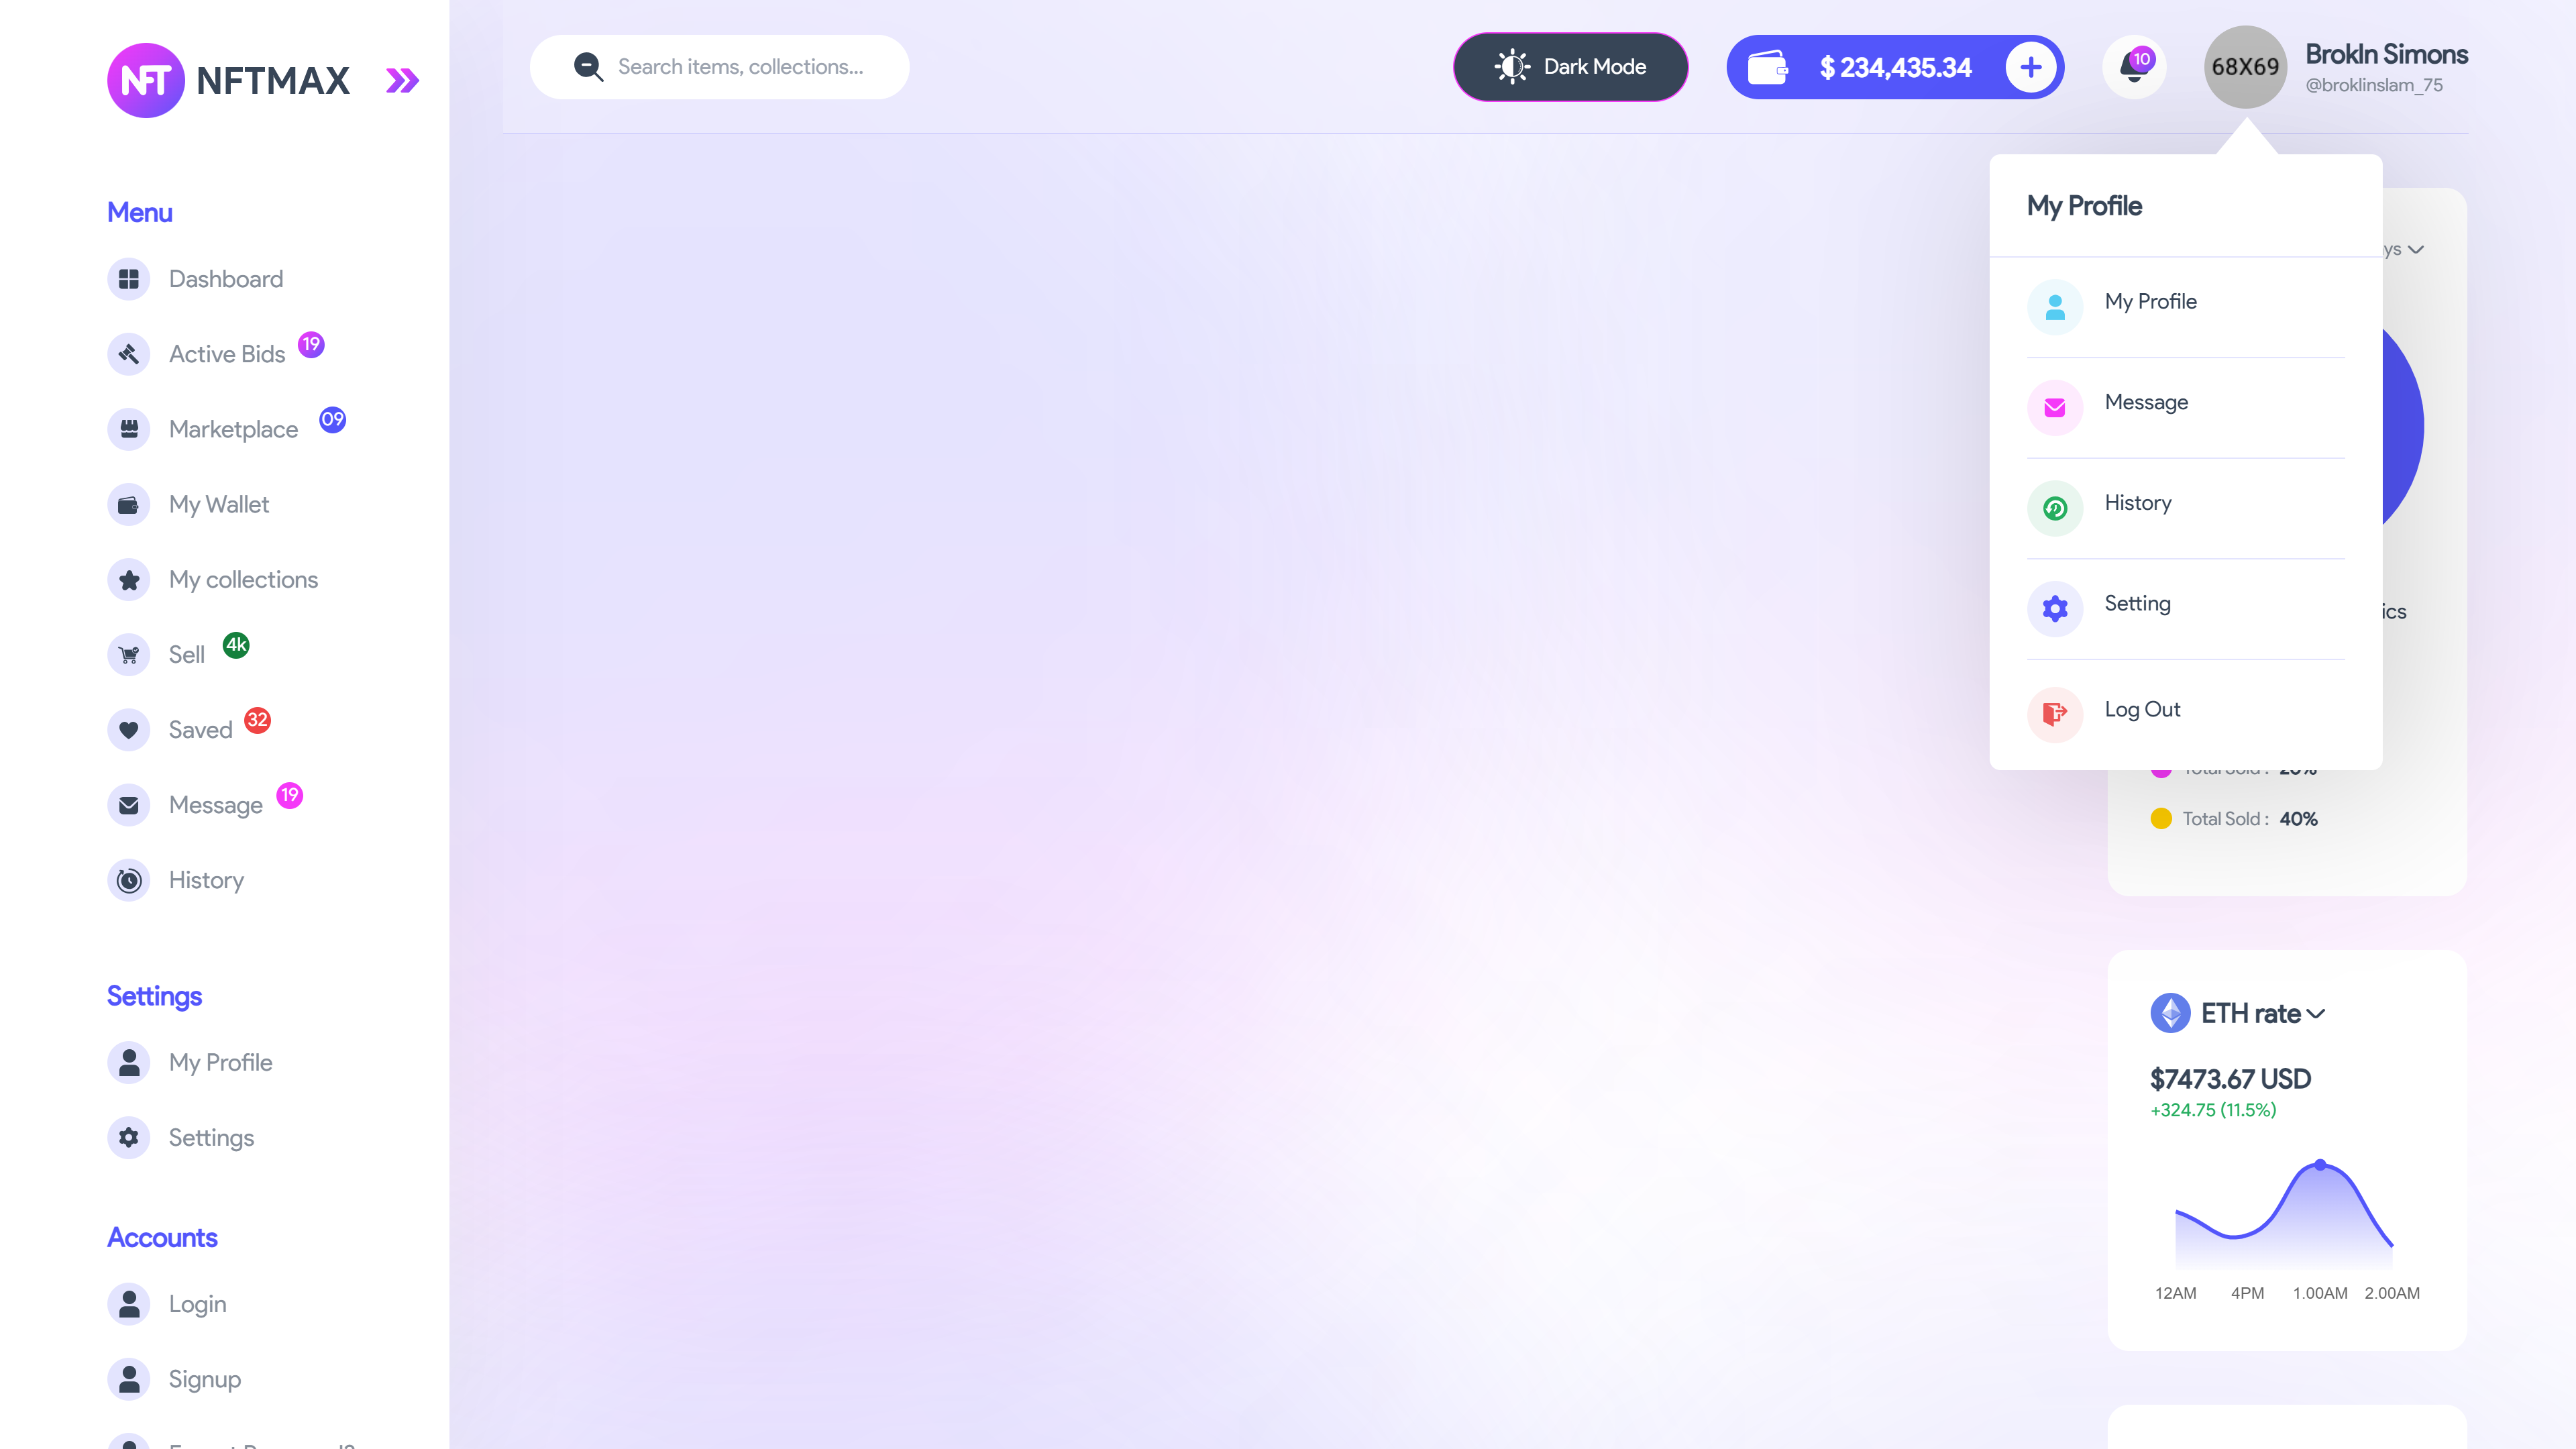 NFT NFTMAX
Search items, collections...
Dark Mode
$ 234,435.34
10
68X69
Brokln Simons
@broklinslam_75
Menu
Dashboard
Active Bids 19
Marketplace 09
My Wallet
My collections
Sell 4k
Saved 32
Message 19
History
Settings
My Profile
Settings
Accounts
Login
Signup
My Profile
My Profile
Message
History
Setting
Log Out
ys
ics
Total Sold : 20%
Total Sold : 40%
ETH rate
$7473.67 USD
+324.75 (11.5%)
12AM 4PM 1.00AM 2.00AM